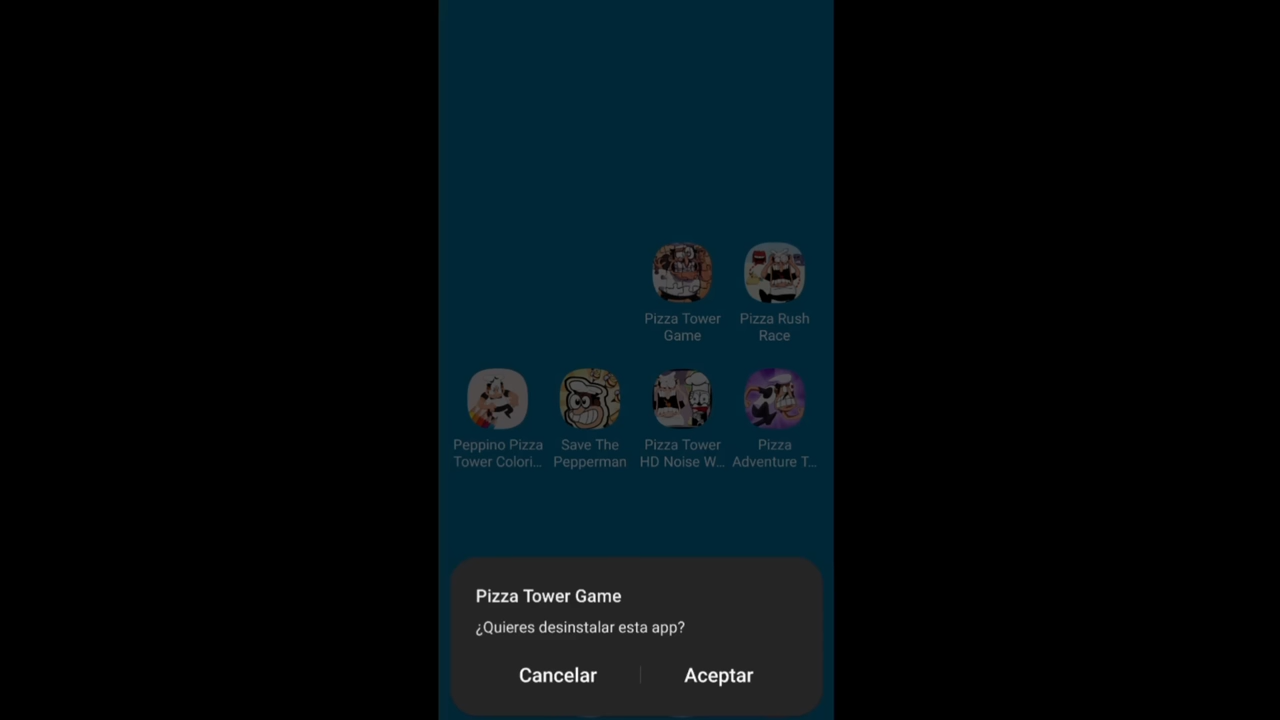 Pizza Tower
Game
Pizza Rush
Race
Peppino Pizza
Tower Colori...
Save The
Pepperman
Pizza Tower
HD Noise W...
Pizza
Adventure T...
Pizza Tower Game
¿Quieres desinstalar esta app?
Cancelar
Aceptar